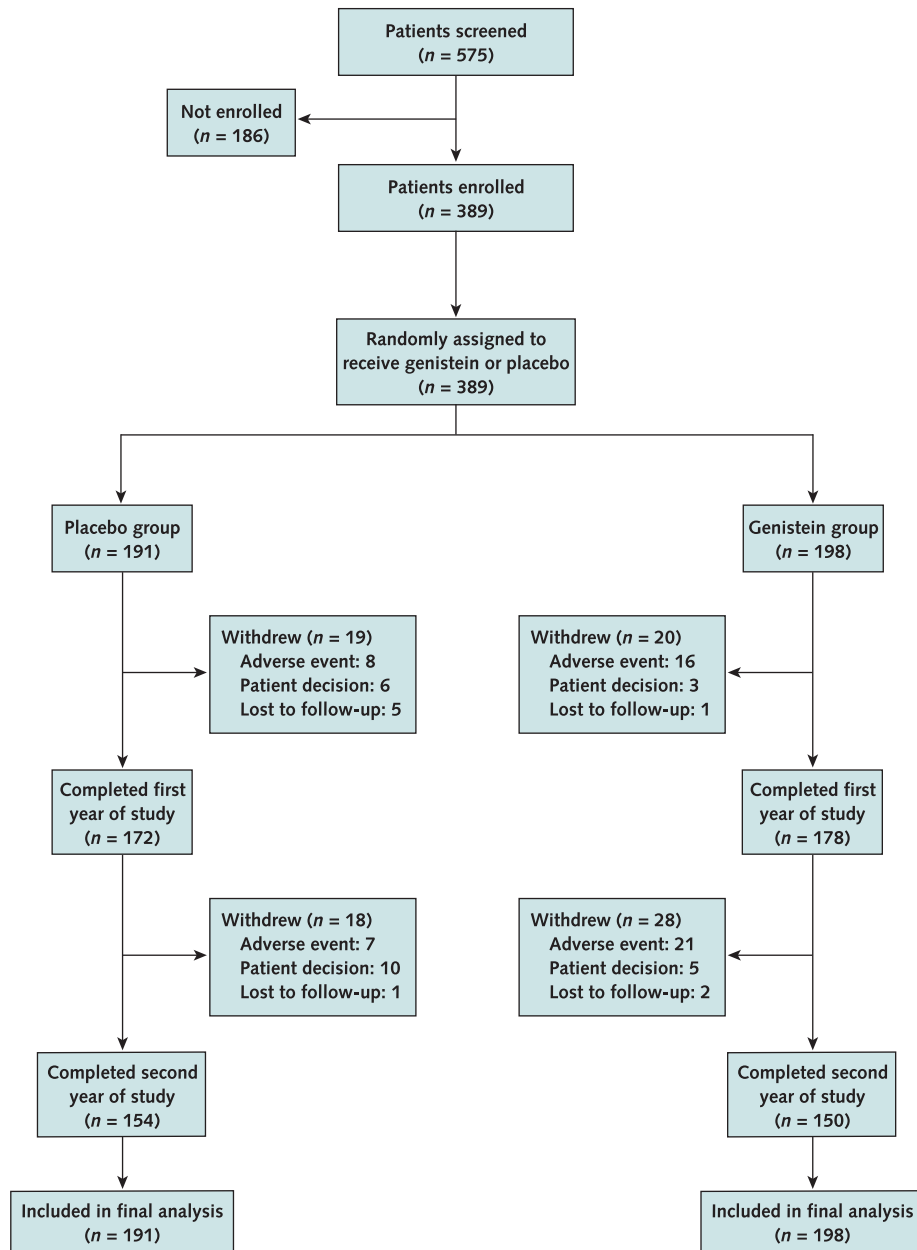 Patients screened
(n = 575)
Not enrolled
(n = 186)
Patients enrolled
(n = 389)
Randomly assigned to
receive genistein or placebo
(n = 389)
Placebo group
(n = 191)
Genistein group
(n = 198)
Withdrew (n = 19)
Adverse event: 8
Patient decision: 6
Lost to follow-up: 5
Withdrew (n = 20)
Adverse event: 16
Patient decision: 3
Lost to follow-up: 1
Completed first
year of study
(n = 172)
Completed first
year of study
(n = 178)
Withdrew (n = 18)
Adverse event: 7
Patient decision: 10
Lost to follow-up: 1
Withdrew (n = 28)
Adverse event: 21
Patient decision: 5
Lost to follow-up: 2
Completed second
year of study
(n = 154)
Completed second
year of study
(n = 150)
Included in final analysis
(n = 191)
Included in final analysis
(n = 198)